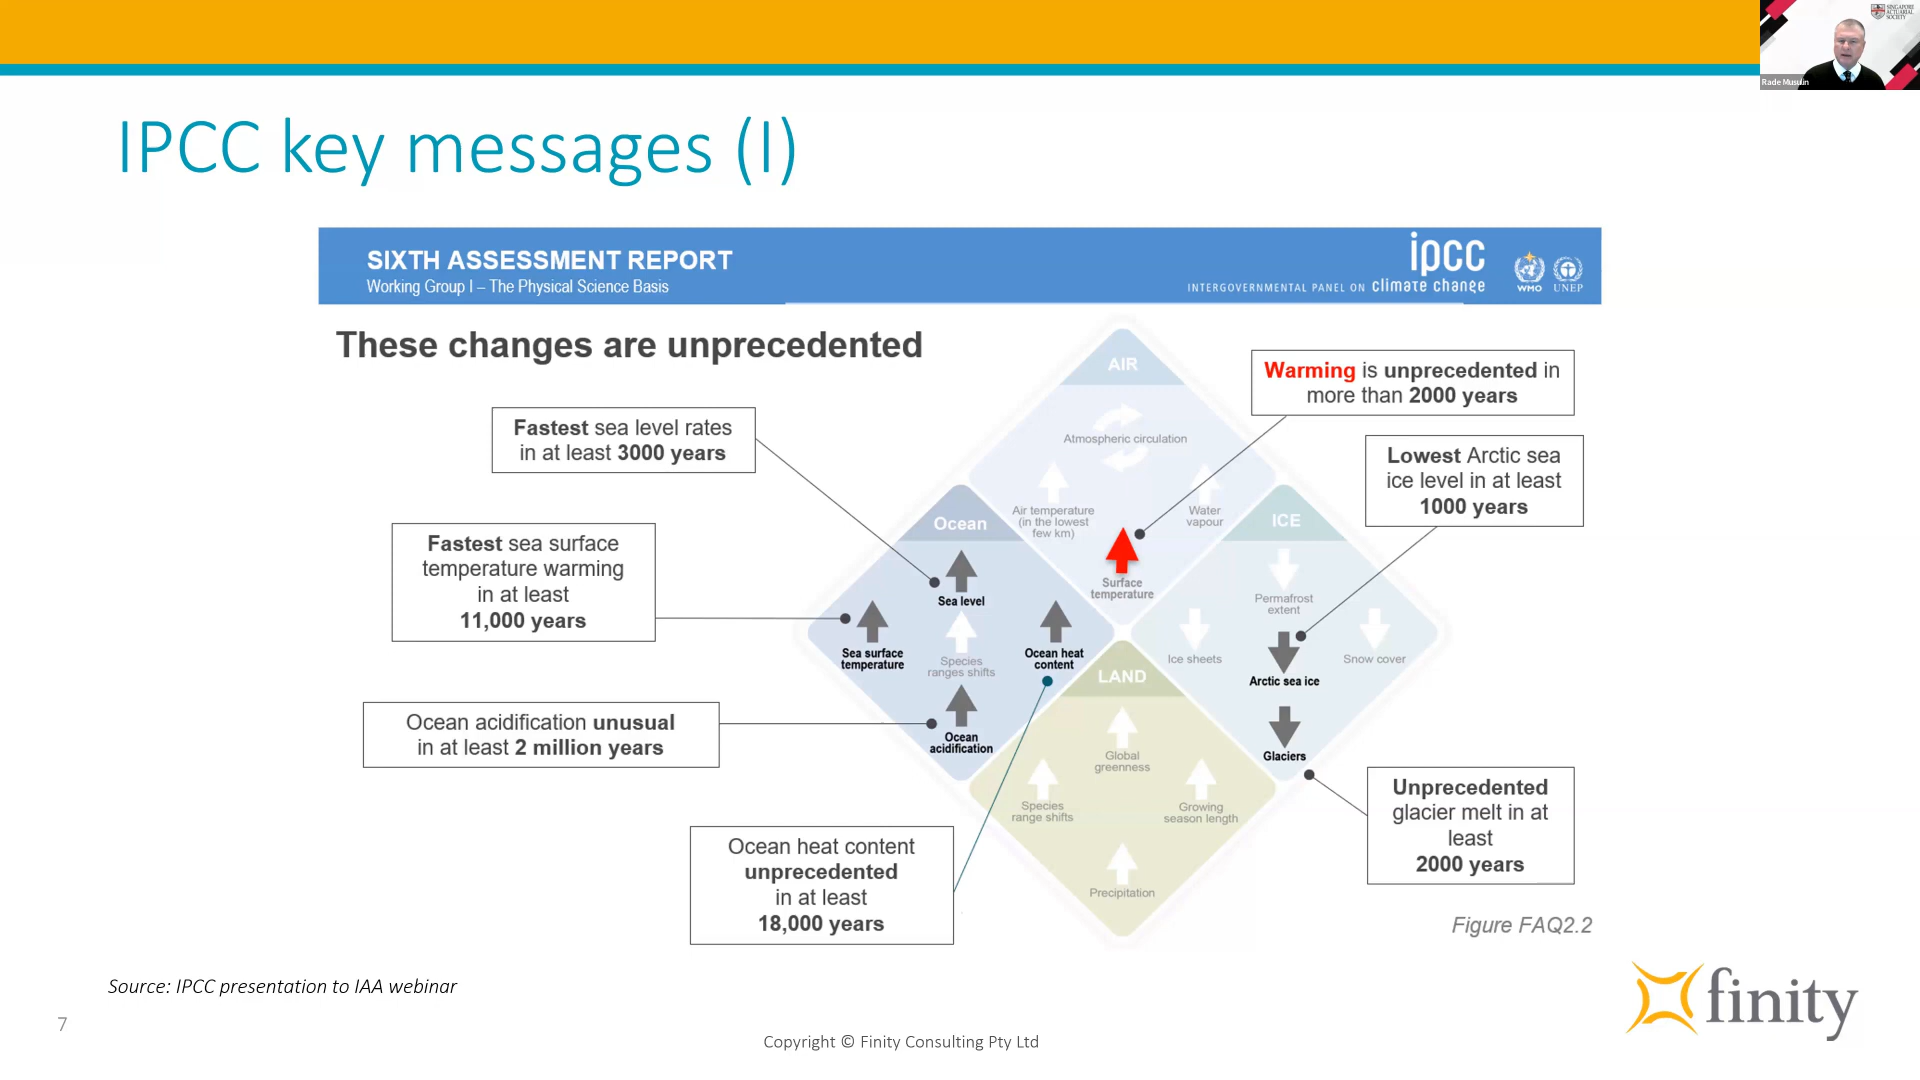 SINGAPORE
ACTUARIAL
SOCIETY
Rade Musulin
IPCC key messages (I)
SIXTH ASSESSMENT REPORT
Working Group I – The Physical Science Basis
ipcc
INTERGOVERNMENTAL PANEL ON climate change
WMO
UNEP
These changes are unprecedented
AIR
Atmospheric circulation
Air temperature
(in the lowest
few km)
Water
vapour
Surface
temperature
Warming is unprecedented in
more than 2000 years
Fastest sea level rates
in at least 3000 years
Lowest Arctic sea
ice level in at least
1000 years
Fastest sea surface
temperature warming
in at least
11,000 years
Ocean
Sea level
Sea surface
temperature
Species
ranges shifts
Ocean heat
content
Ocean
acidification
ICE
Permafrost
extent
Ice sheets
Snow cover
Arctic sea ice
Glaciers
LAND
Global
greenness
Species
range shifts
Growing
season length
Precipitation
Ocean acidification unusual
in at least 2 million years
Ocean heat content
unprecedented
in at least
18,000 years
Unprecedented
glacier melt in at
least
2000 years
Figure FAQ2.2
Source: IPCC presentation to IAA webinar
finity
7
Copyright © Finity Consulting Pty Ltd